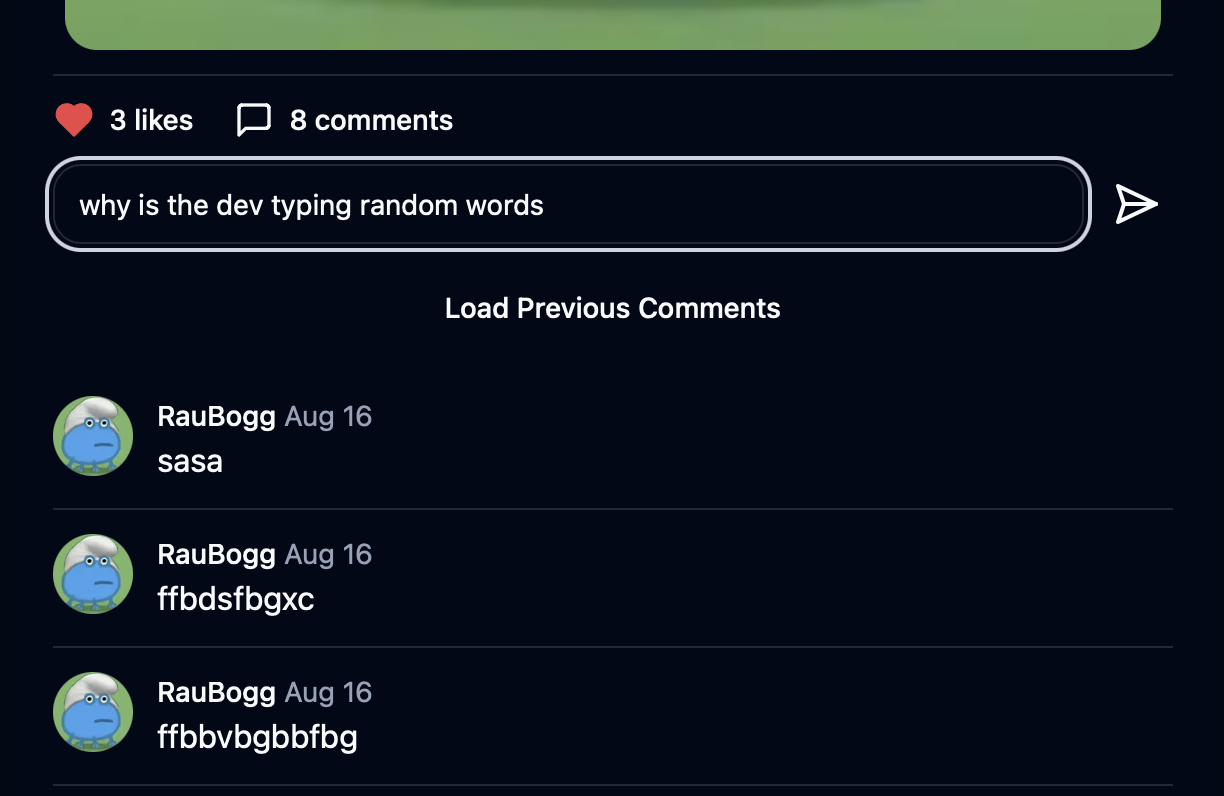 3 likes 8 comments
why is the dev typing random words
Load Previous Comments
RauBogg Aug 16
sasa
RauBogg Aug 16
ffbdsfbgxc
RauBogg Aug 16
ffbbvbgbbfbg